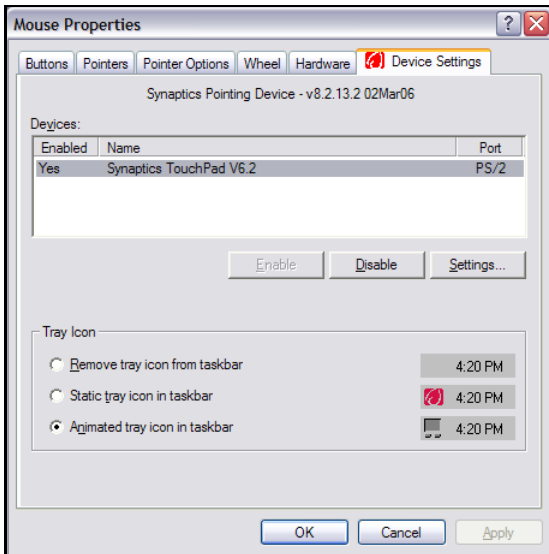 Mouse Properties
Buttons Pointers Pointer Options Wheel Hardware Device Settings
Synaptics Pointing Device - v8.2.13.2 02Mar06
Devices:
Enabled Name Port
Yes Synaptics TouchPad V6.2 PS/2
Enable Disable Settings...
Tray Icon
Remove tray icon from taskbar 4:20 PM
Static tray icon in taskbar 4:20 PM
Animated tray icon in taskbar 4:20 PM
OK Cancel Apply